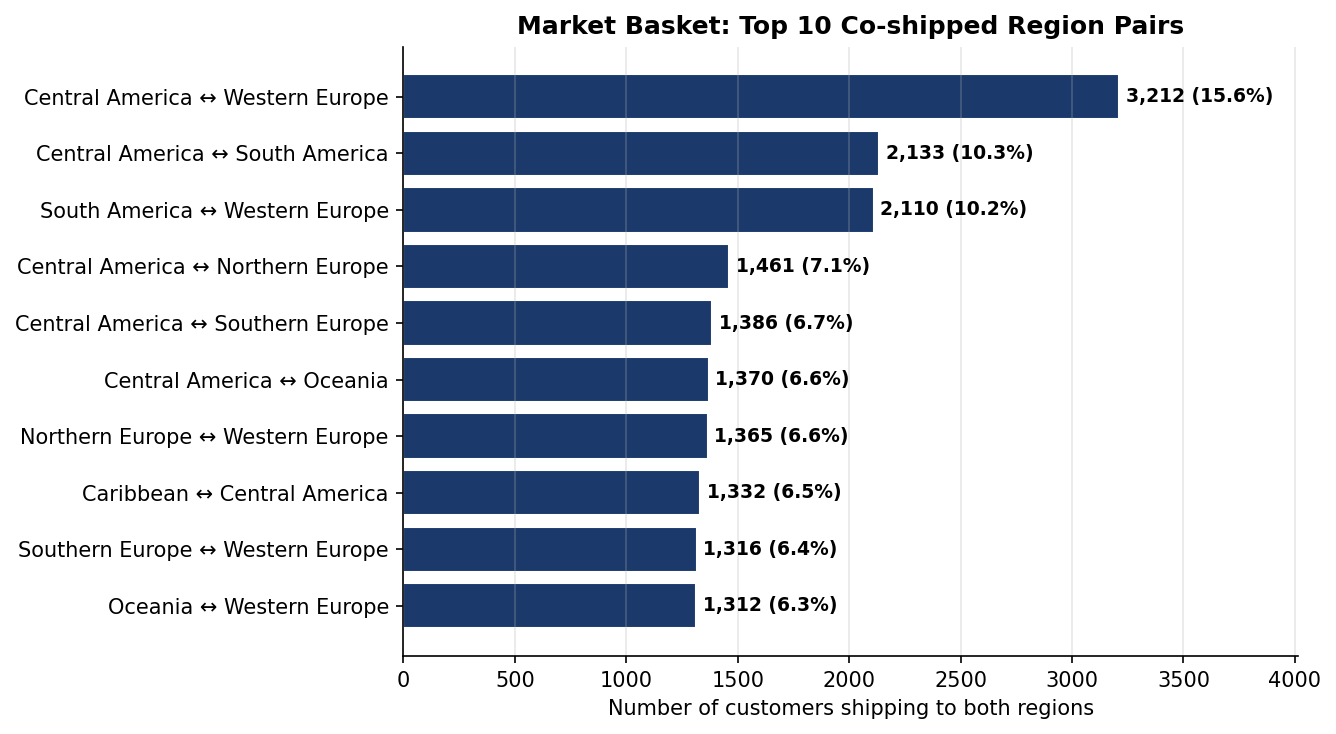 Market Basket: Top 10 Co-shipped Region Pairs
Central America ↔ Western Europe 3,212 (15.6%)
Central America ↔ South America 2,133 (10.3%)
South America ↔ Western Europe 2,110 (10.2%)
Central America ↔ Northern Europe 1,461 (7.1%)
Central America ↔ Southern Europe 1,386 (6.7%)
Central America ↔ Oceania 1,370 (6.6%)
Northern Europe ↔ Western Europe 1,365 (6.6%)
Caribbean ↔ Central America 1,332 (6.5%)
Southern Europe ↔ Western Europe 1,316 (6.4%)
Oceania ↔ Western Europe 1,312 (6.3%)
0 500 1000 1500 2000 2500 3000 3500 4000
Number of customers shipping to both regions